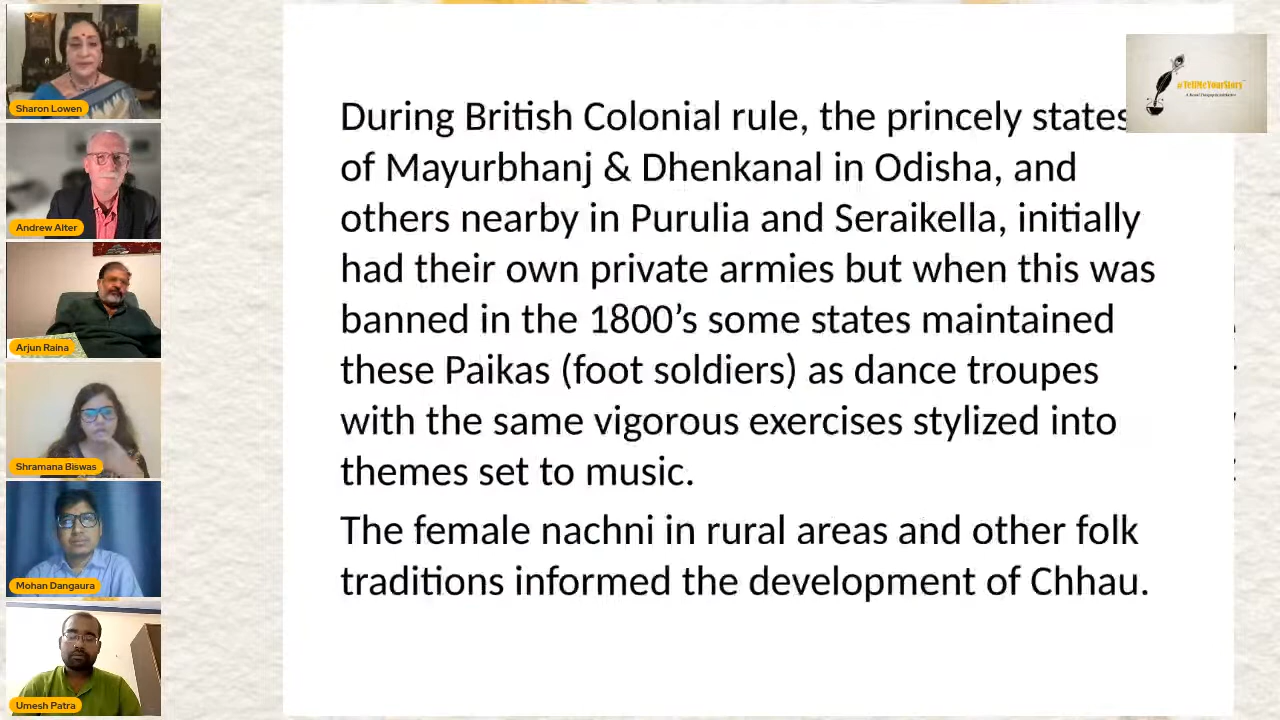 Sharon Lowen
Andrew Alter
Arjun Raina
Shramana Biswas
Mohan Dangaura
Umesh Patra
During British Colonial rule, the princely states
of Mayurbhanj & Dhenkanal in Odisha, and
others nearby in Purulia and Seraikella, initially
had their own private armies but when this was
banned in the 1800’s some states maintained
these Paikas (foot soldiers) as dance troupes
with the same vigorous exercises stylized into
themes set to music.
The female nachni in rural areas and other folk
traditions informed the development of Chhau.
#TellMeYourStory